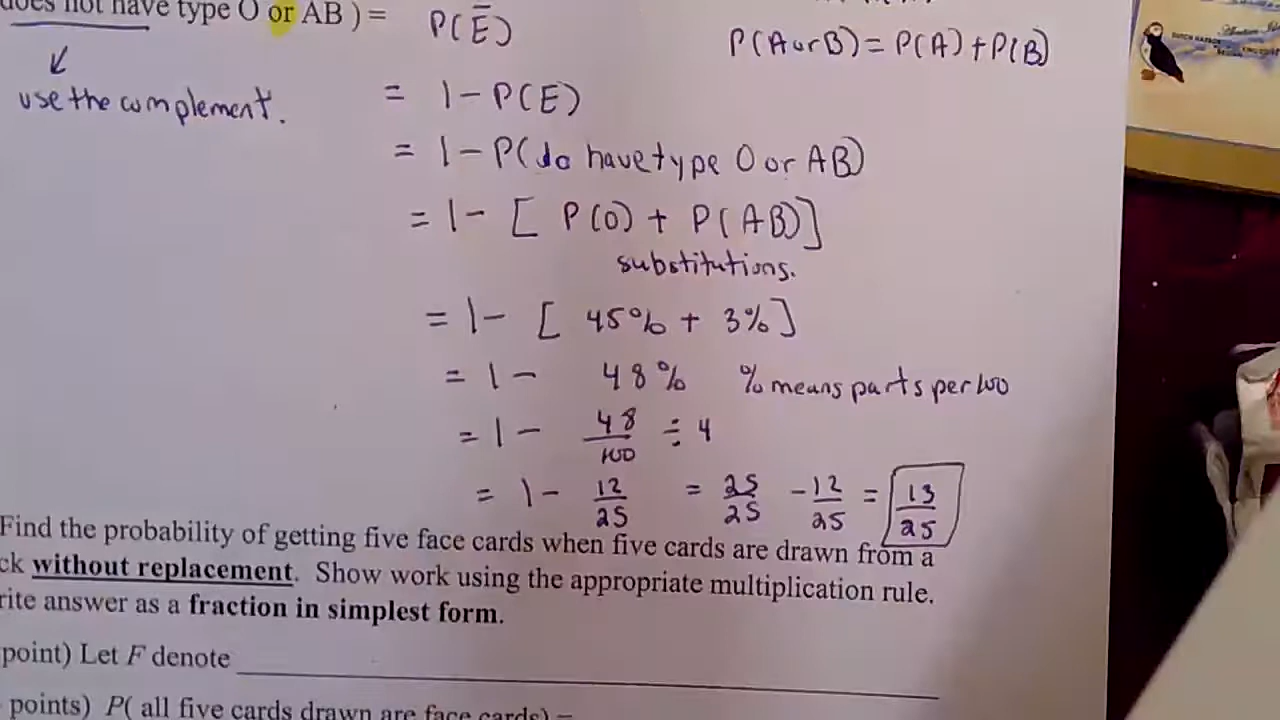 does not have type O or AB ) = P(Ē)
P(A or B) = P(A) + P(B)
use the complement.
= 1 - P(E)
= 1 - P(do have type O or AB)
= 1 - [ P(O) + P(AB)]
substitutions.
= 1 - [ 45% + 3% ]
= 1 - 48% % means parts per 100
= 1 - 48/100 ÷ 4
= 1 - 12/25 = 25/25 - 12/25 = 13/25
Find the probability of getting five face cards when five cards are drawn from a
ck without replacement. Show work using the appropriate multiplication rule.
rite answer as a fraction in simplest form.
point) Let F denote
points) P( all five cards drawn are face cards) =